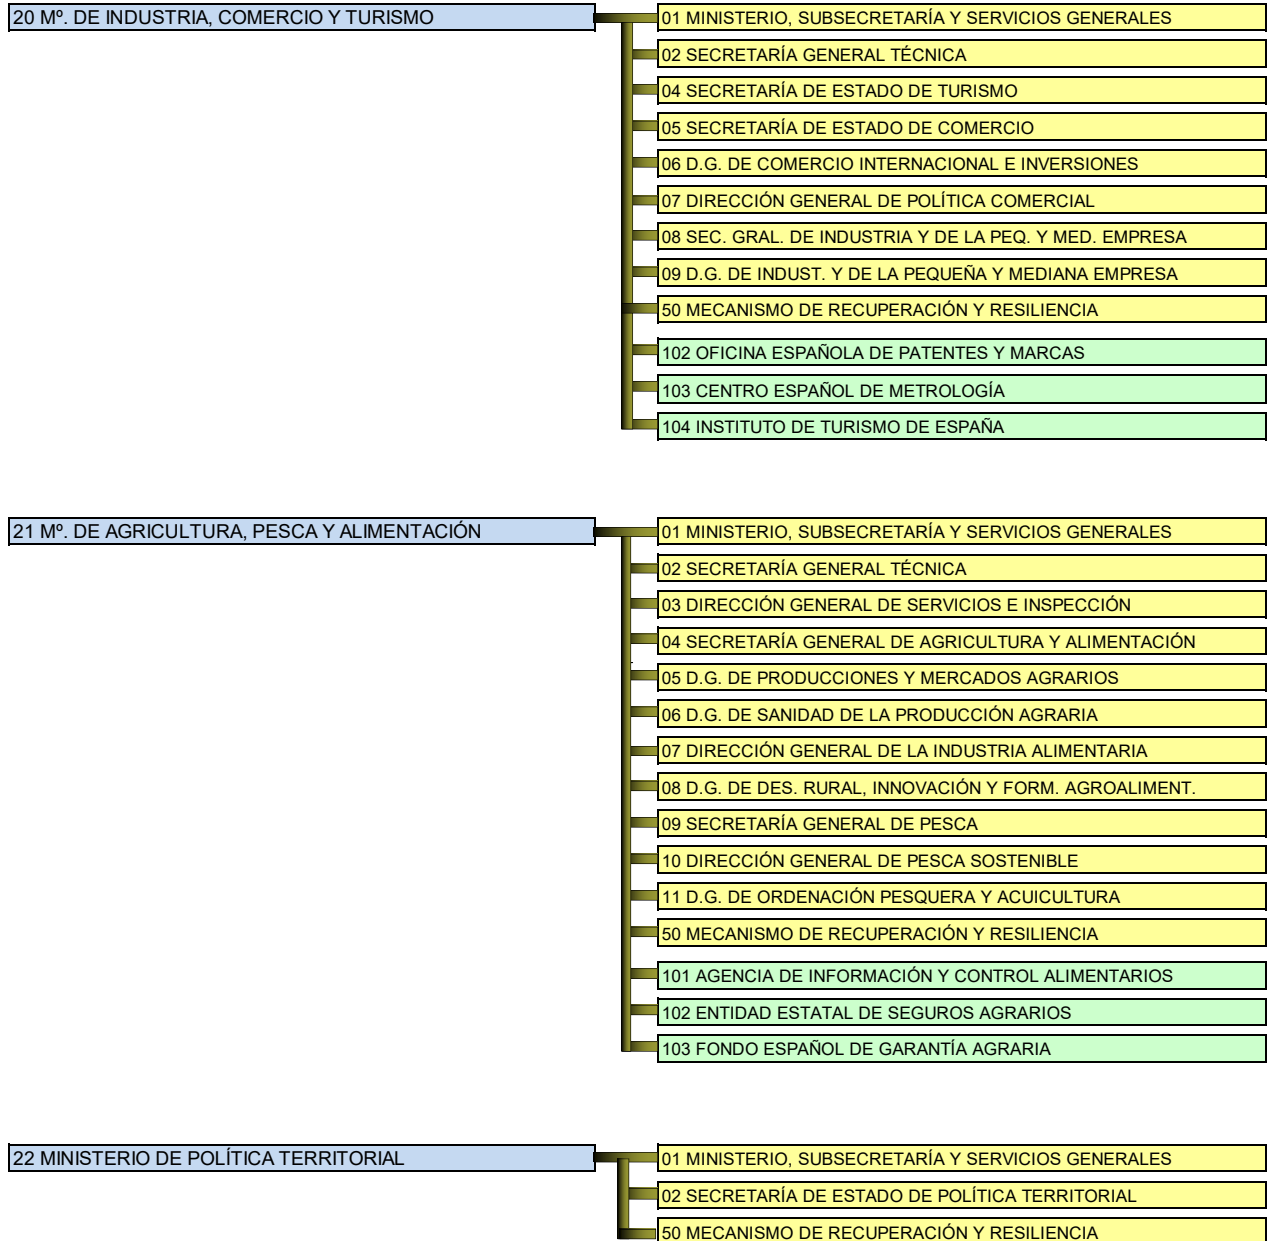 20 Mº. DE INDUSTRIA, COMERCIO Y TURISMO
01 MINISTERIO, SUBSECRETARÍA Y SERVICIOS GENERALES
02 SECRETARÍA GENERAL TÉCNICA
04 SECRETARÍA DE ESTADO DE TURISMO
05 SECRETARÍA DE ESTADO DE COMERCIO
06 D.G. DE COMERCIO INTERNACIONAL E INVERSIONES
07 DIRECCIÓN GENERAL DE POLÍTICA COMERCIAL
08 SEC. GRAL. DE INDUSTRIA Y DE LA PEQ. Y MED. EMPRESA
09 D.G. DE INDUST. Y DE LA PEQUEÑA Y MEDIANA EMPRESA
50 MECANISMO DE RECUPERACIÓN Y RESILIENCIA
102 OFICINA ESPAÑOLA DE PATENTES Y MARCAS
103 CENTRO ESPAÑOL DE METROLOGÍA
104 INSTITUTO DE TURISMO DE ESPAÑA
21 Mº. DE AGRICULTURA, PESCA Y ALIMENTACIÓN
01 MINISTERIO, SUBSECRETARÍA Y SERVICIOS GENERALES
02 SECRETARÍA GENERAL TÉCNICA
03 DIRECCIÓN GENERAL DE SERVICIOS E INSPECCIÓN
04 SECRETARÍA GENERAL DE AGRICULTURA Y ALIMENTACIÓN
05 D.G. DE PRODUCCIONES Y MERCADOS AGRARIOS
06 D.G. DE SANIDAD DE LA PRODUCCIÓN AGRARIA
07 DIRECCIÓN GENERAL DE LA INDUSTRIA ALIMENTARIA
08 D.G. DE DES. RURAL, INNOVACIÓN Y FORM. AGROALIMENT.
09 SECRETARÍA GENERAL DE PESCA
10 DIRECCIÓN GENERAL DE PESCA SOSTENIBLE
11 D.G. DE ORDENACIÓN PESQUERA Y ACUICULTURA
50 MECANISMO DE RECUPERACIÓN Y RESILIENCIA
101 AGENCIA DE INFORMACIÓN Y CONTROL ALIMENTARIOS
102 ENTIDAD ESTATAL DE SEGUROS AGRARIOS
103 FONDO ESPAÑOL DE GARANTÍA AGRARIA
22 MINISTERIO DE POLÍTICA TERRITORIAL
01 MINISTERIO, SUBSECRETARÍA Y SERVICIOS GENERALES
02 SECRETARÍA DE ESTADO DE POLÍTICA TERRITORIAL
50 MECANISMO DE RECUPERACIÓN Y RESILIENCIA